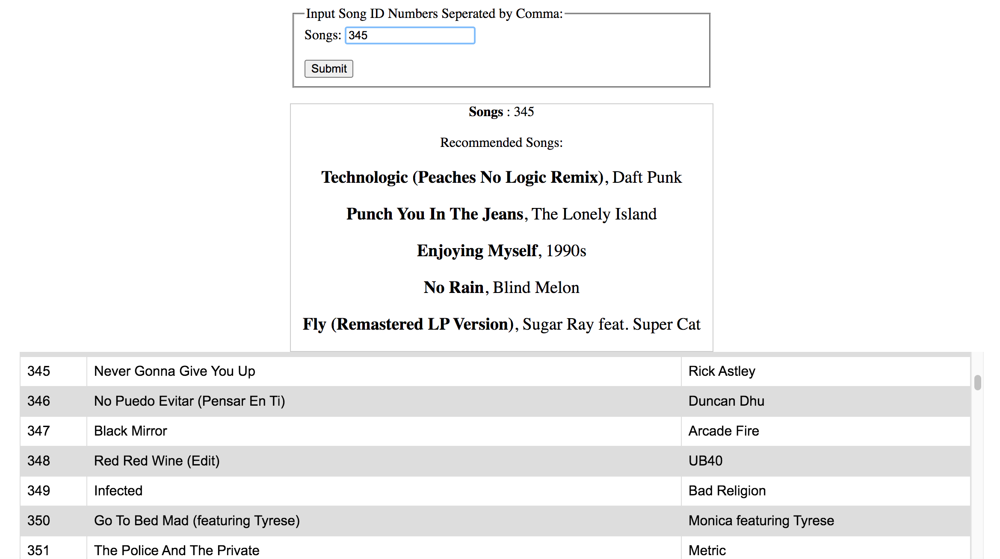 Input Song ID Numbers Seperated by Comma:
Songs: 345
Submit
Songs : 345
Recommended Songs:
Technologic (Peaches No Logic Remix), Daft Punk
Punch You In The Jeans, The Lonely Island
Enjoying Myself, 1990s
No Rain, Blind Melon
Fly (Remastered LP Version), Sugar Ray feat. Super Cat
345 Never Gonna Give You Up Rick Astley
346 No Puedo Evitar (Pensar En Ti) Duncan Dhu
347 Black Mirror Arcade Fire
348 Red Red Wine (Edit) UB40
349 Infected Bad Religion
350 Go To Bed Mad (featuring Tyrese) Monica featuring Tyrese
351 The Police And The Private Metric